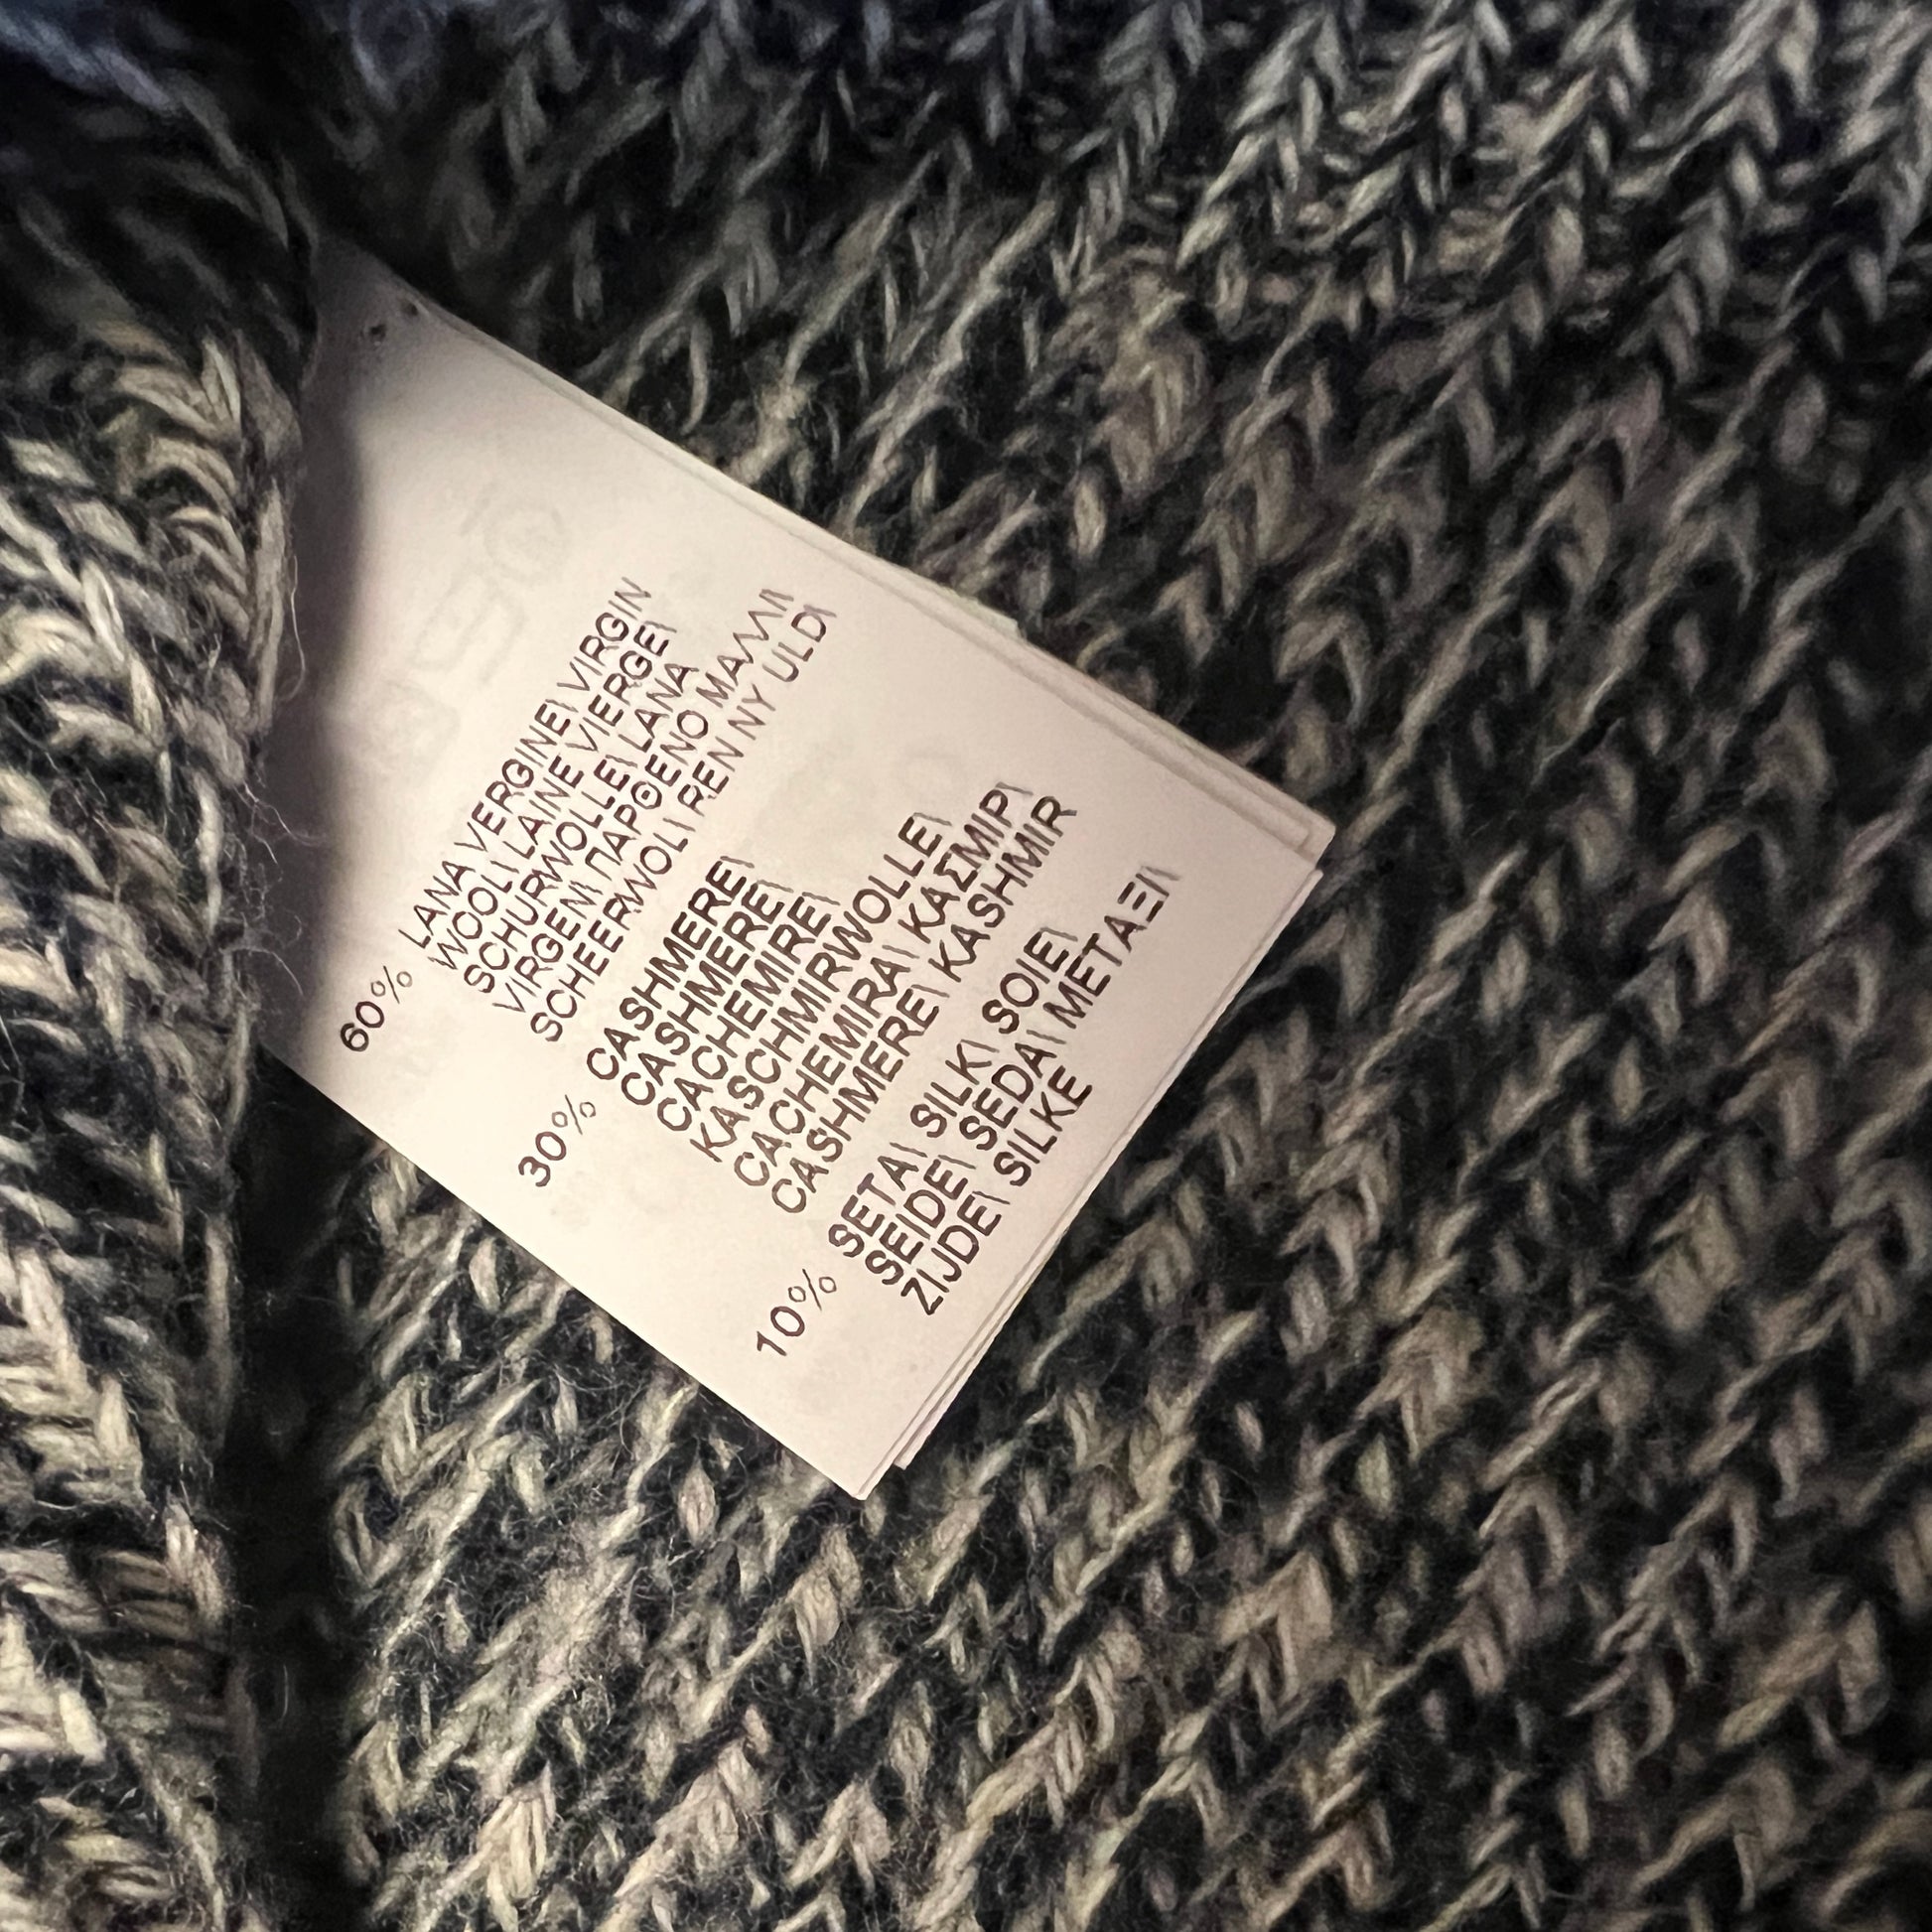 60% LANA VERGINE\ VIRGIN
WOOL\ LAINE VIERGE\
SCHURWOLLE\ LANA
VIRGEN\ ΠΑΡΘΕΝΟ ΜΑΛΛΙ\
SCHEERWOL\ REN NY ULD\
30% CASHMERE\
CASHMERE\
CACHEMIRE\
KASCHMIRWOLLE\
CACHEMIRA\ ΚΑΣΜΙΡ\
CASHMERE\ KASHMIR
10% SETA\ SILK\ SOIE\
SEIDE\ SEDA\ ΜΕΤΑΞΙ\
ZIJDE\ SILKE